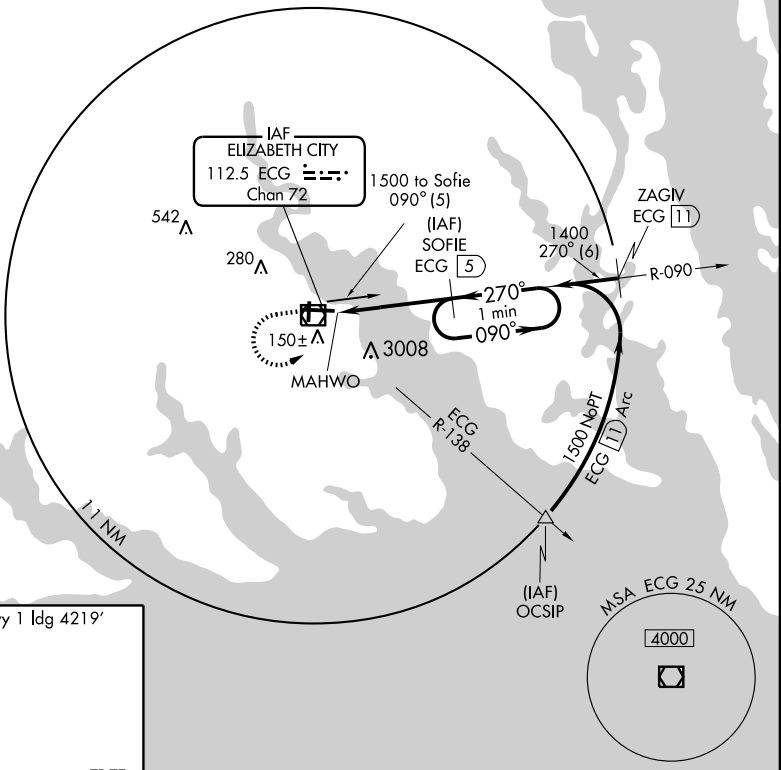 IAF
ELIZABETH CITY
112.5 ECG
Chan 72
1500 to Sofie
090° (5)
(IAF)
SOFIE
ECG 5
ZAGIV
ECG 11
1400
270° (6)
R-090
542
280
270°
1 min
090°
150±
3008
MAHWO
ECG
R-138
1500 NoPT
ECG 11 Arc
11 NM
(IAF)
OCSIP
MSA ECG 25 NM
4000
1 ldg 4219'